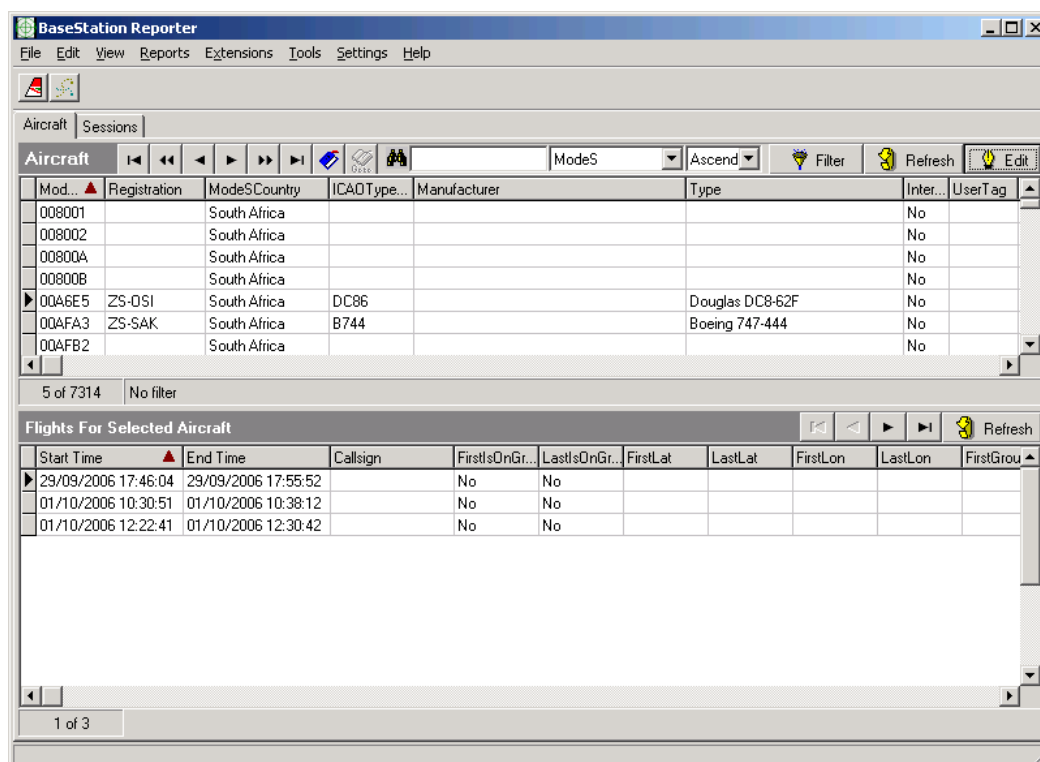 BaseStation Reporter
File Edit View Reports Extensions Tools Settings Help
Aircraft Sessions
Aircraft ModeS Ascend Filter Refresh Edit
Mod... Registration ModeSCountry ICAOType... Manufacturer Type Inter... UserTag
008001 South Africa No
008002 South Africa No
00800A South Africa No
00800B South Africa No
00A6E5 ZS-OSI South Africa DC86 Douglas DC8-62F No
00AFA3 ZS-SAK South Africa B744 Boeing 747-444 No
00AFB2 South Africa No
5 of 7314 No filter
Flights For Selected Aircraft Refresh
Start Time End Time Callsign FirstIsOnGr... LastIsOnGr... FirstLat LastLat FirstLon LastLon FirstGrou
29/09/2006 17:46:04 29/09/2006 17:55:52 No No
01/10/2006 10:30:51 01/10/2006 10:38:12 No No
01/10/2006 12:22:41 01/10/2006 12:30:42 No No
1 of 3